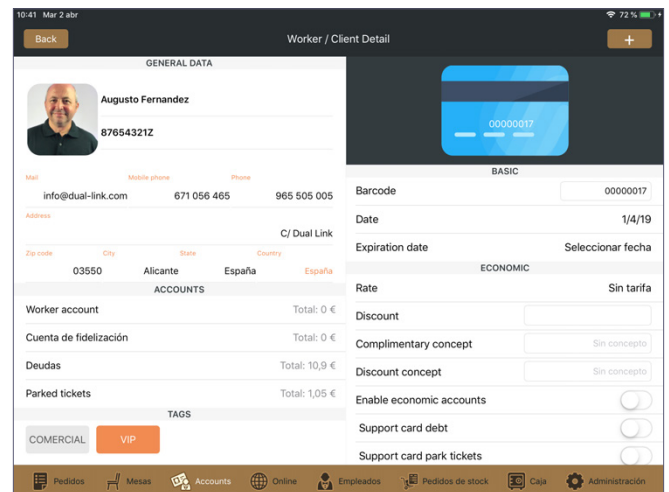 10:41 Mar 2 abr
72 %
Back
Worker / Client Detail
+
GENERAL DATA
Augusto Fernandez
87654321Z
Mail Mobile phone Phone
info@dual-link.com 671 056 465 965 505 005
Address
C/ Dual Link
Zip code City State Country
03550 Alicante España España
ACCOUNTS
Worker account Total: 0 €
Cuenta de fidelización Total: 0 €
Deudas Total: 10,9 €
Parked tickets Total: 1,05 €
TAGS
COMERCIAL VIP
00000017
BASIC
Barcode 00000017
Date 1/4/19
Expiration date Seleccionar fecha
ECONOMIC
Rate Sin tarifa
Discount
Complimentary concept Sin concepto
Discount concept Sin concepto
Enable economic accounts
Support card debt
Support card park tickets
Pedidos Mesas Accounts Online Empleados Pedidos de stock Caja Administración